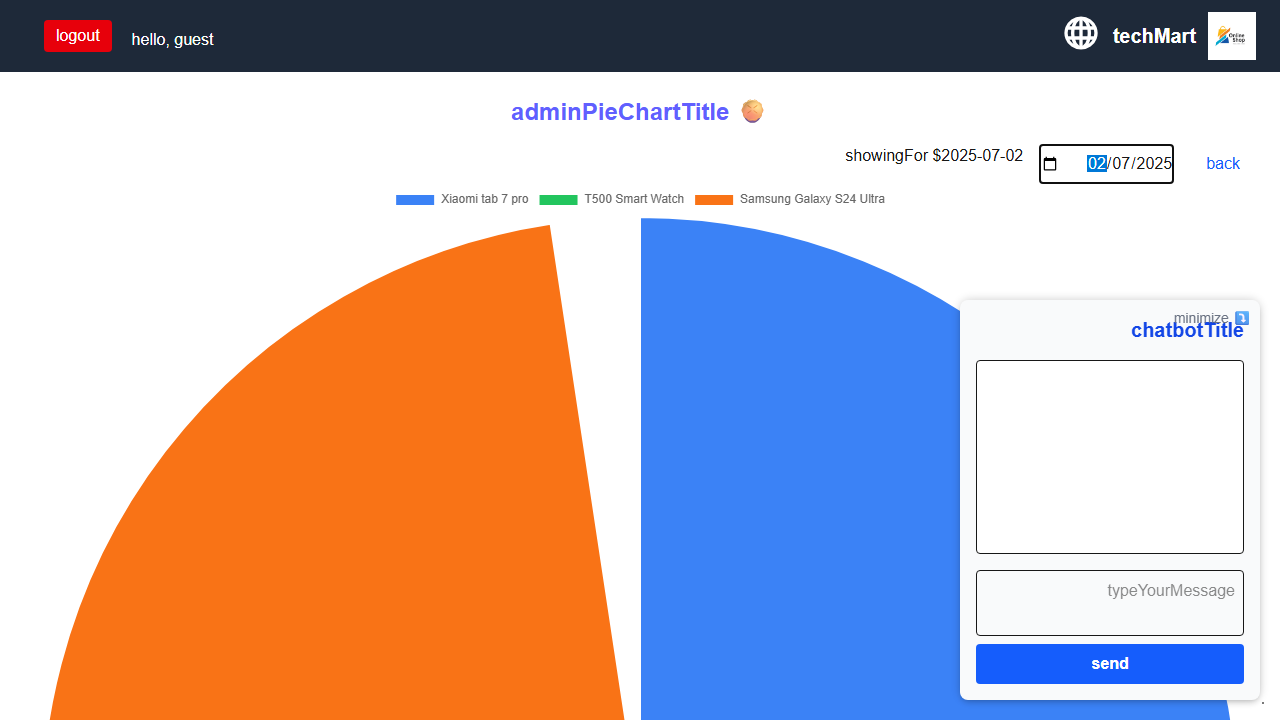 logout
hello, guest
techMart
Online Shop
adminPieChartTitle
showingFor $2025-07-02
02/07/2025
back
Xiaomi tab 7 pro
T500 Smart Watch
Samsung Galaxy S24 Ultra
minimize
chatbotTitle
typeYourMessage
send